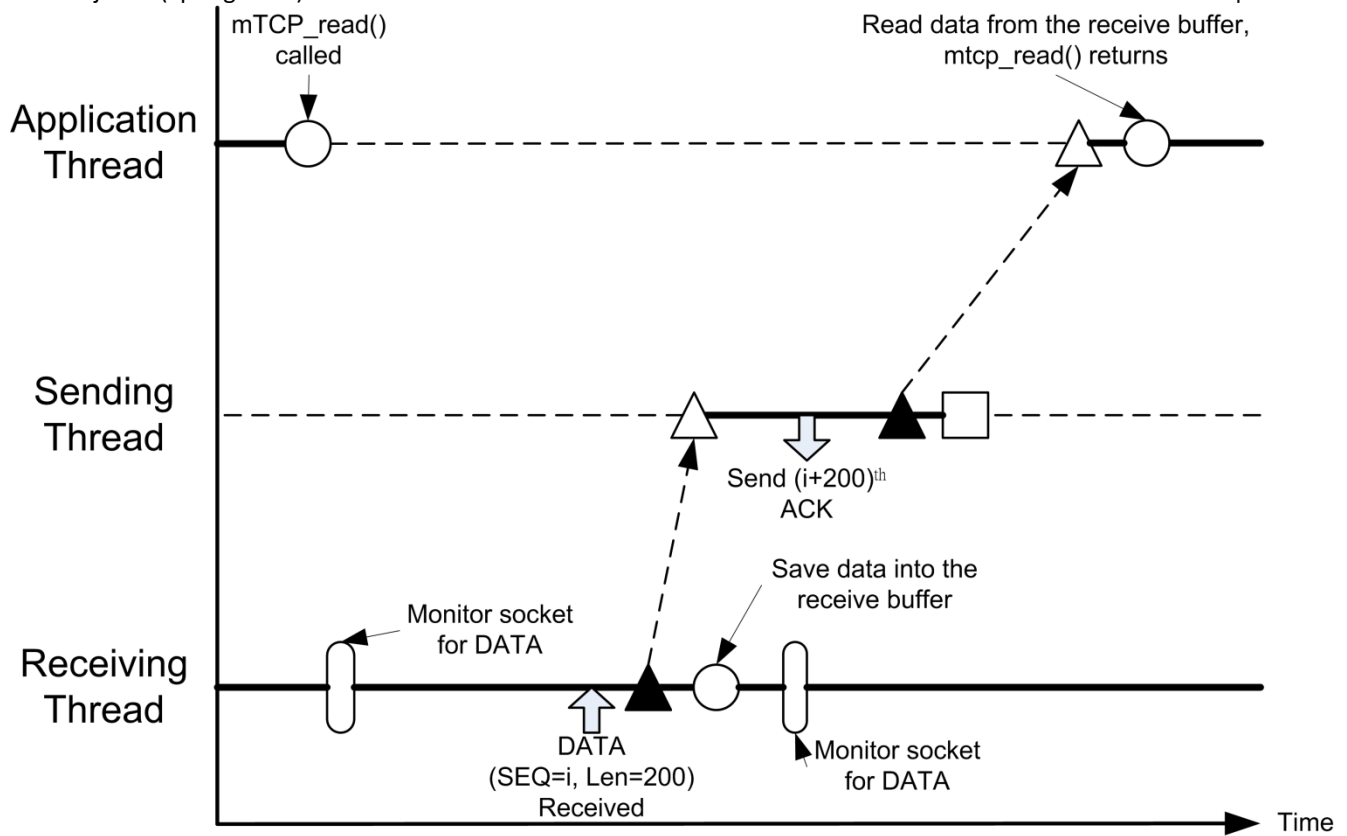 mTCP_read()
called
Read data from the receive buffer,
mtcp_read() returns
Application
Thread
Sending
Thread
Send (i+200)th
ACK
Save data into the
receive buffer
Monitor socket
for DATA
Receiving
Thread
DATA
(SEQ=i, Len=200)
Received
Monitor socket
for DATA
Time